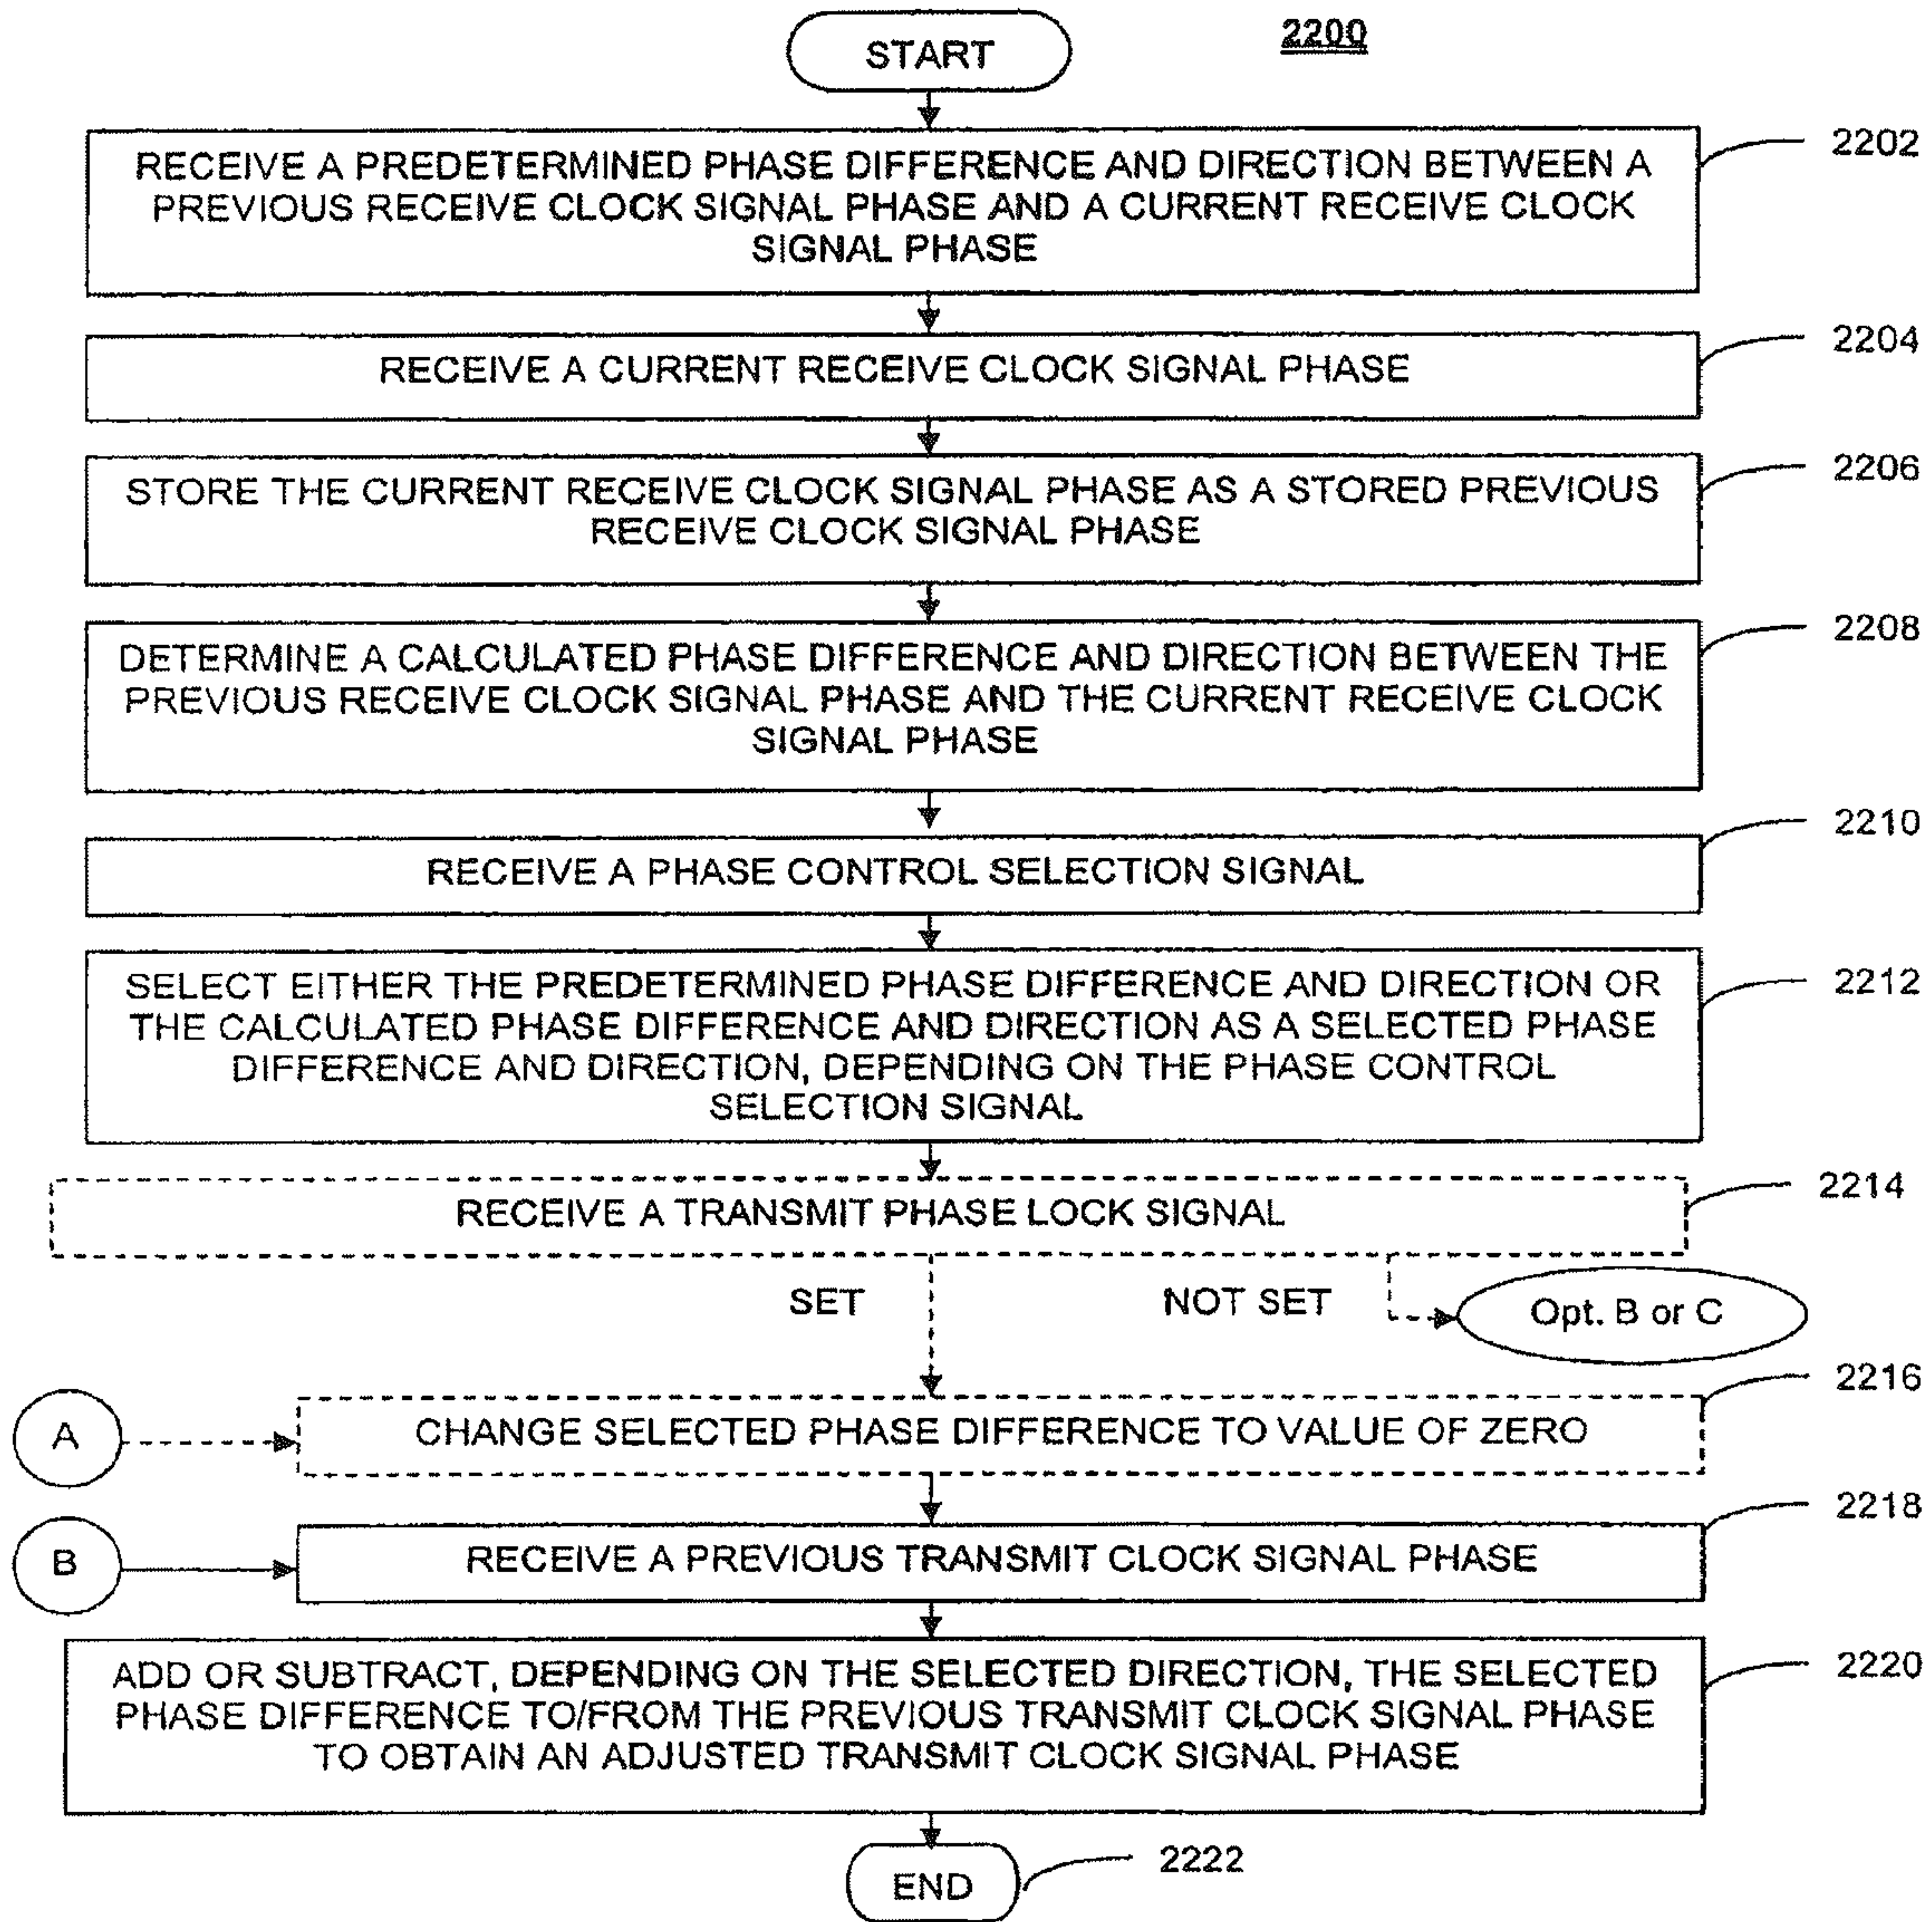 2200
START
RECEIVE A PREDETERMINED PHASE DIFFERENCE AND DIRECTION BETWEEN A
PREVIOUS RECEIVE CLOCK SIGNAL PHASE AND A CURRENT RECEIVE CLOCK
SIGNAL PHASE
2202
RECEIVE A CURRENT RECEIVE CLOCK SIGNAL PHASE
2204
STORE THE CURRENT RECEIVE CLOCK SIGNAL PHASE AS A STORED PREVIOUS
RECEIVE CLOCK SIGNAL PHASE
2206
DETERMINE A CALCULATED PHASE DIFFERENCE AND DIRECTION BETWEEN THE
PREVIOUS RECEIVE CLOCK SIGNAL PHASE AND THE CURRENT RECEIVE CLOCK
SIGNAL PHASE
2208
RECEIVE A PHASE CONTROL SELECTION SIGNAL
2210
SELECT EITHER THE PREDETERMINED PHASE DIFFERENCE AND DIRECTION OR
THE CALCULATED PHASE DIFFERENCE AND DIRECTION AS A SELECTED PHASE
DIFFERENCE AND DIRECTION, DEPENDING ON THE PHASE CONTROL
SELECTION SIGNAL
2212
RECEIVE A TRANSMIT PHASE LOCK SIGNAL
2214
SET
NOT SET
Opt. B or C
A
CHANGE SELECTED PHASE DIFFERENCE TO VALUE OF ZERO
2216
B
RECEIVE A PREVIOUS TRANSMIT CLOCK SIGNAL PHASE
2218
ADD OR SUBTRACT, DEPENDING ON THE SELECTED DIRECTION, THE SELECTED
PHASE DIFFERENCE TO/FROM THE PREVIOUS TRANSMIT CLOCK SIGNAL PHASE
TO OBTAIN AN ADJUSTED TRANSMIT CLOCK SIGNAL PHASE
2220
END
2222